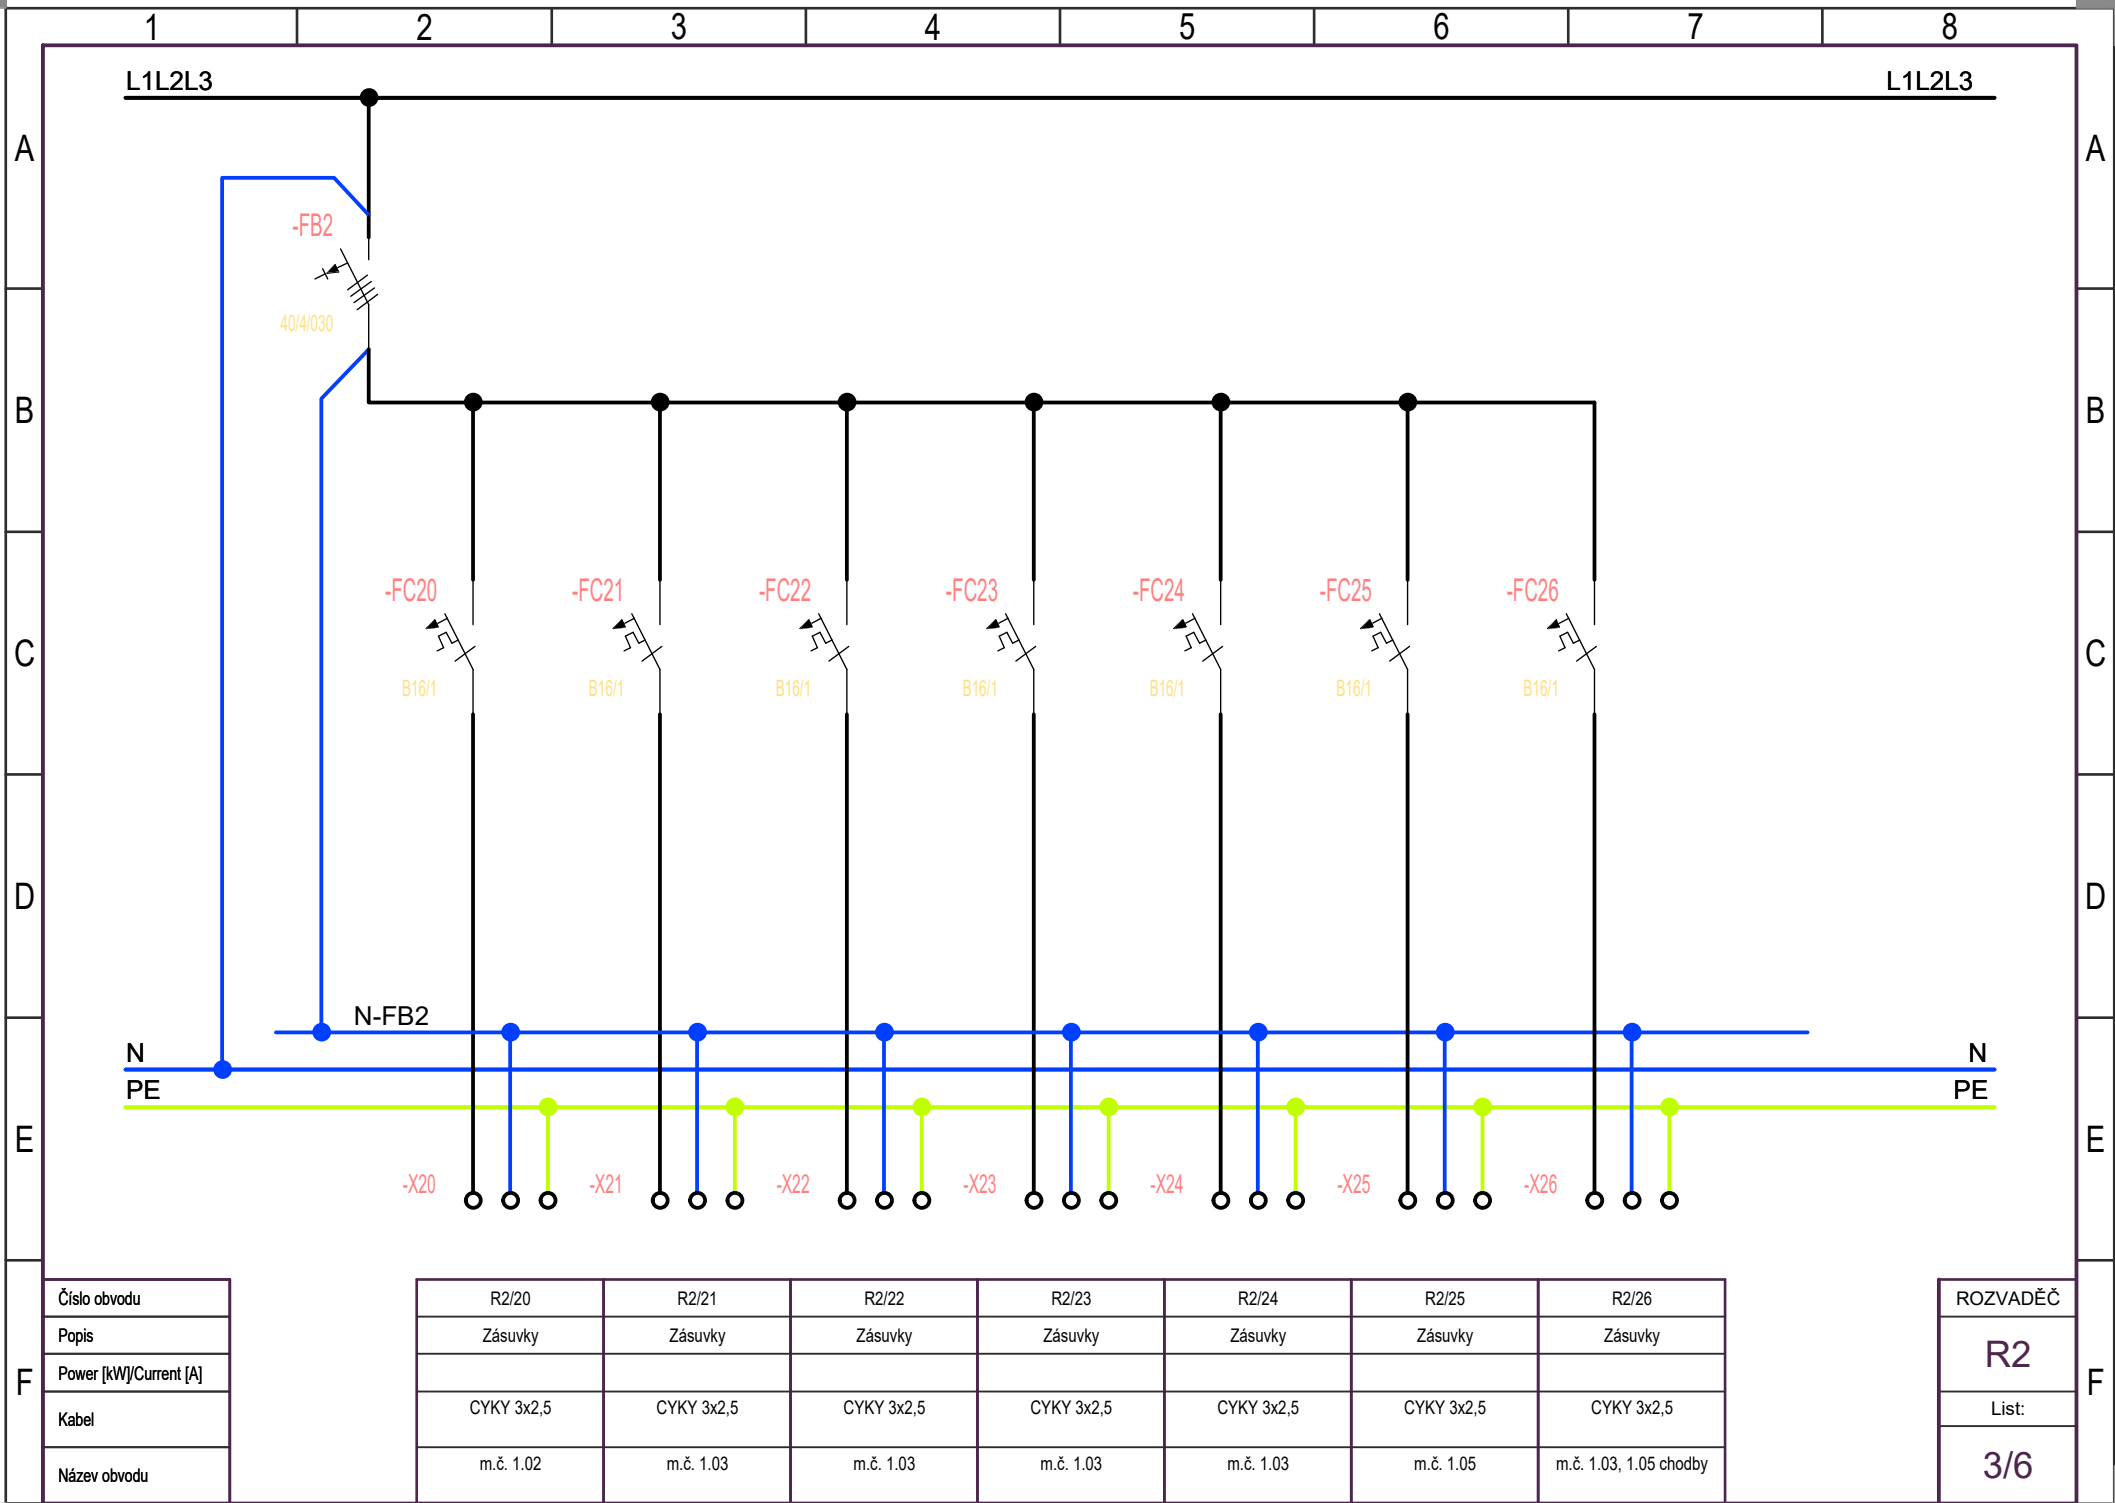 1 2 3 4 5 6 7 8
L1L2L3 L1L2L3
A A
-FB2
40/4/030
B B
-FC20 -FC21 -FC22 -FC23 -FC24 -FC25 -FC26
C C
B16/1 B16/1 B16/1 B16/1 B16/1 B16/1 B16/1
D D
N-FB2
N N
PE PE
E E
-X20 -X21 -X22 -X23 -X24 -X25 -X26
Číslo obvodu R2/20 R2/21 R2/22 R2/23 R2/24 R2/25 R2/26 ROZVADĚČ
Popis Zásuvky Zásuvky Zásuvky Zásuvky Zásuvky Zásuvky Zásuvky
R2
Power [kW]/Current [A]
F F
Kabel CYKY 3x2,5 CYKY 3x2,5 CYKY 3x2,5 CYKY 3x2,5 CYKY 3x2,5 CYKY 3x2,5 CYKY 3x2,5 List:
Název obvodu m.č. 1.02 m.č. 1.03 m.č. 1.03 m.č. 1.03 m.č. 1.03 m.č. 1.05 m.č. 1.03, 1.05 chodby 3/6